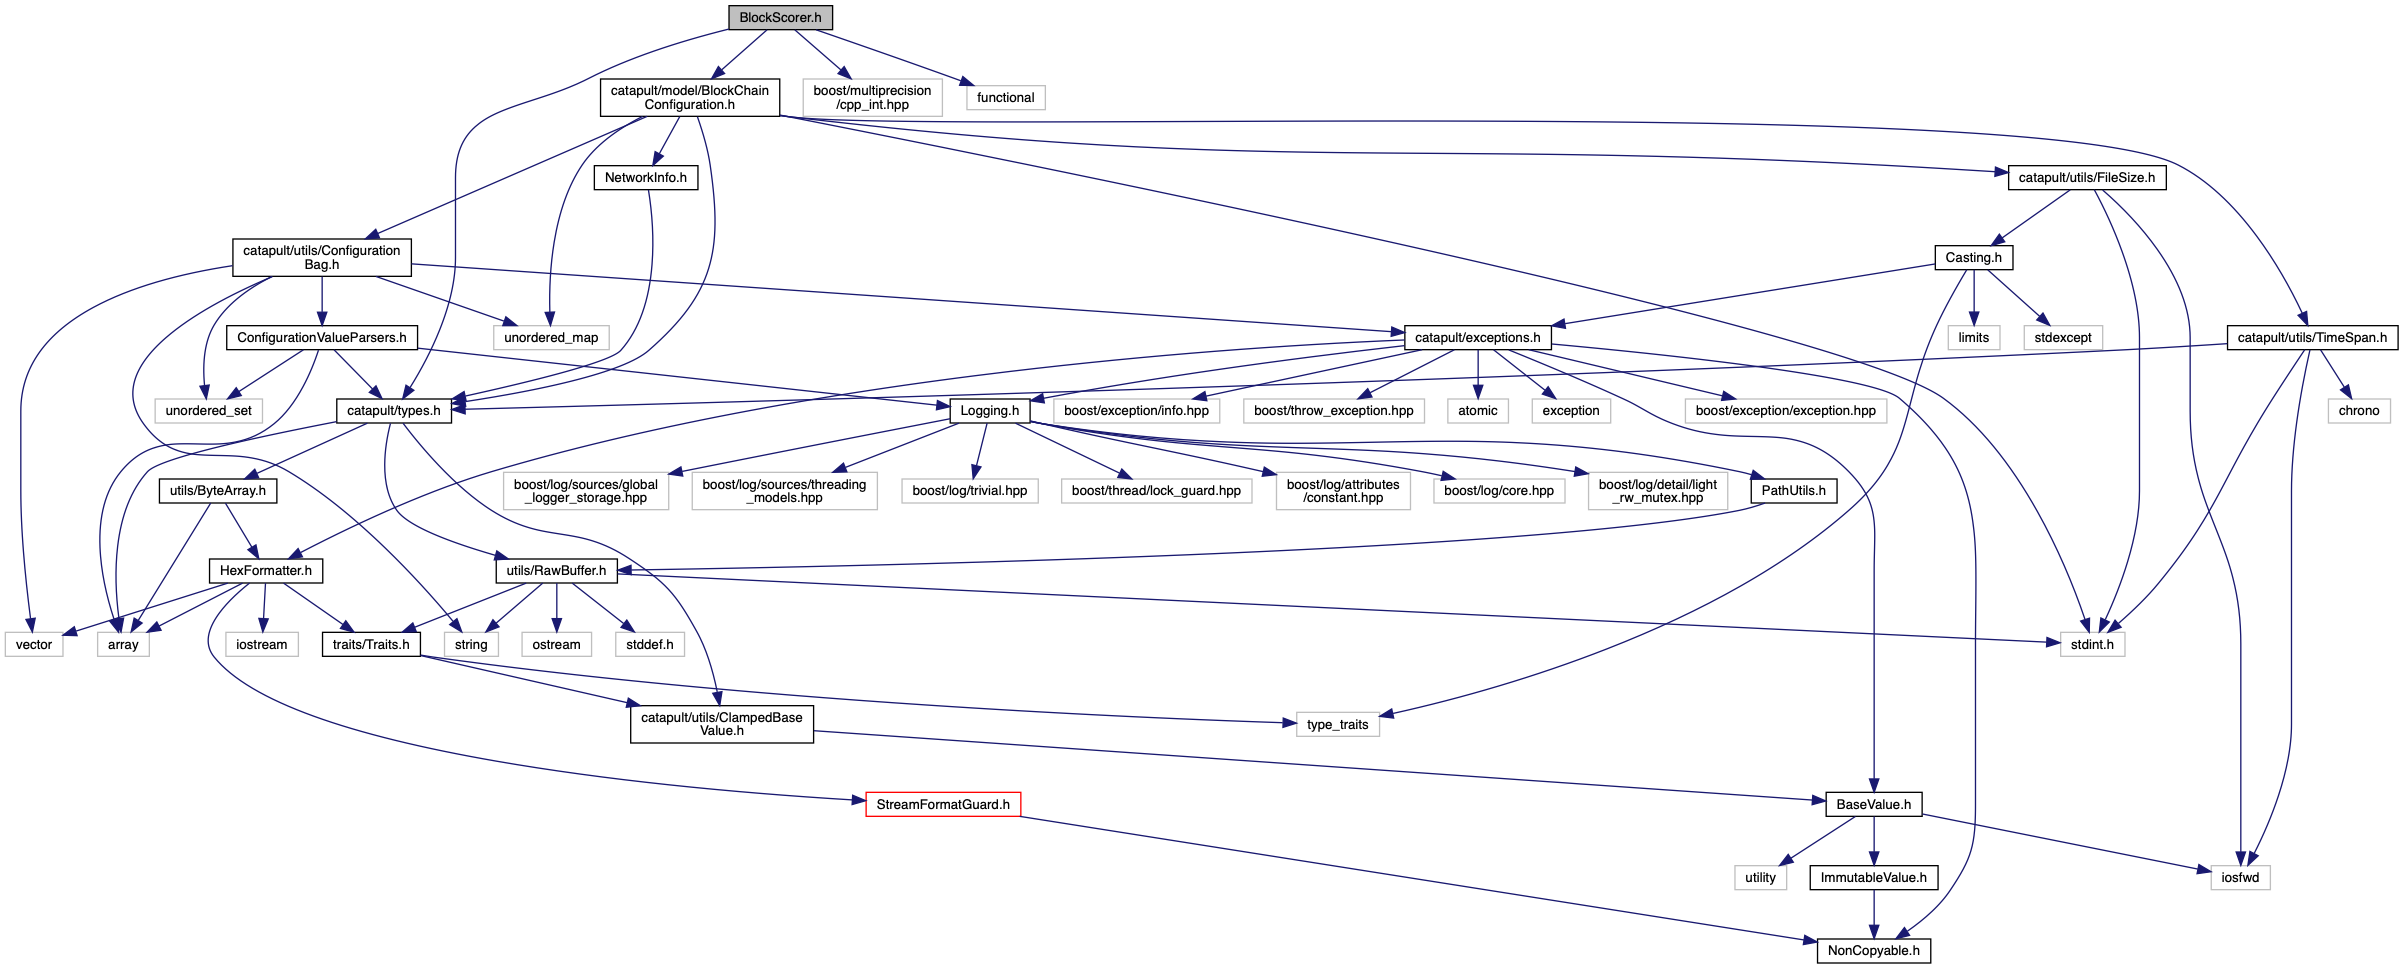 BlockScorer.h
catapult/model/BlockChain
Configuration.h
boost/multiprecision
/cpp_int.hpp
functional
NetworkInfo.h
catapult/utils/FileSize.h
catapult/utils/Configuration
Bag.h
Casting.h
ConfigurationValueParsers.h
unordered_map
catapult/exceptions.h
limits
stdexcept
catapult/utils/TimeSpan.h
unordered_set
catapult/types.h
Logging.h
boost/exception/info.hpp
boost/throw_exception.hpp
atomic
exception
boost/exception/exception.hpp
chrono
utils/ByteArray.h
boost/log/sources/global
_logger_storage.hpp
boost/log/sources/threading
_models.hpp
boost/log/trivial.hpp
boost/thread/lock_guard.hpp
boost/log/attributes
/constant.hpp
boost/log/core.hpp
boost/log/detail/light
_rw_mutex.hpp
PathUtils.h
HexFormatter.h
utils/RawBuffer.h
vector
array
iostream
traits/Traits.h
string
ostream
stddef.h
stdint.h
catapult/utils/ClampedBase
Value.h
type_traits
StreamFormatGuard.h
BaseValue.h
utility
ImmutableValue.h
iosfwd
NonCopyable.h